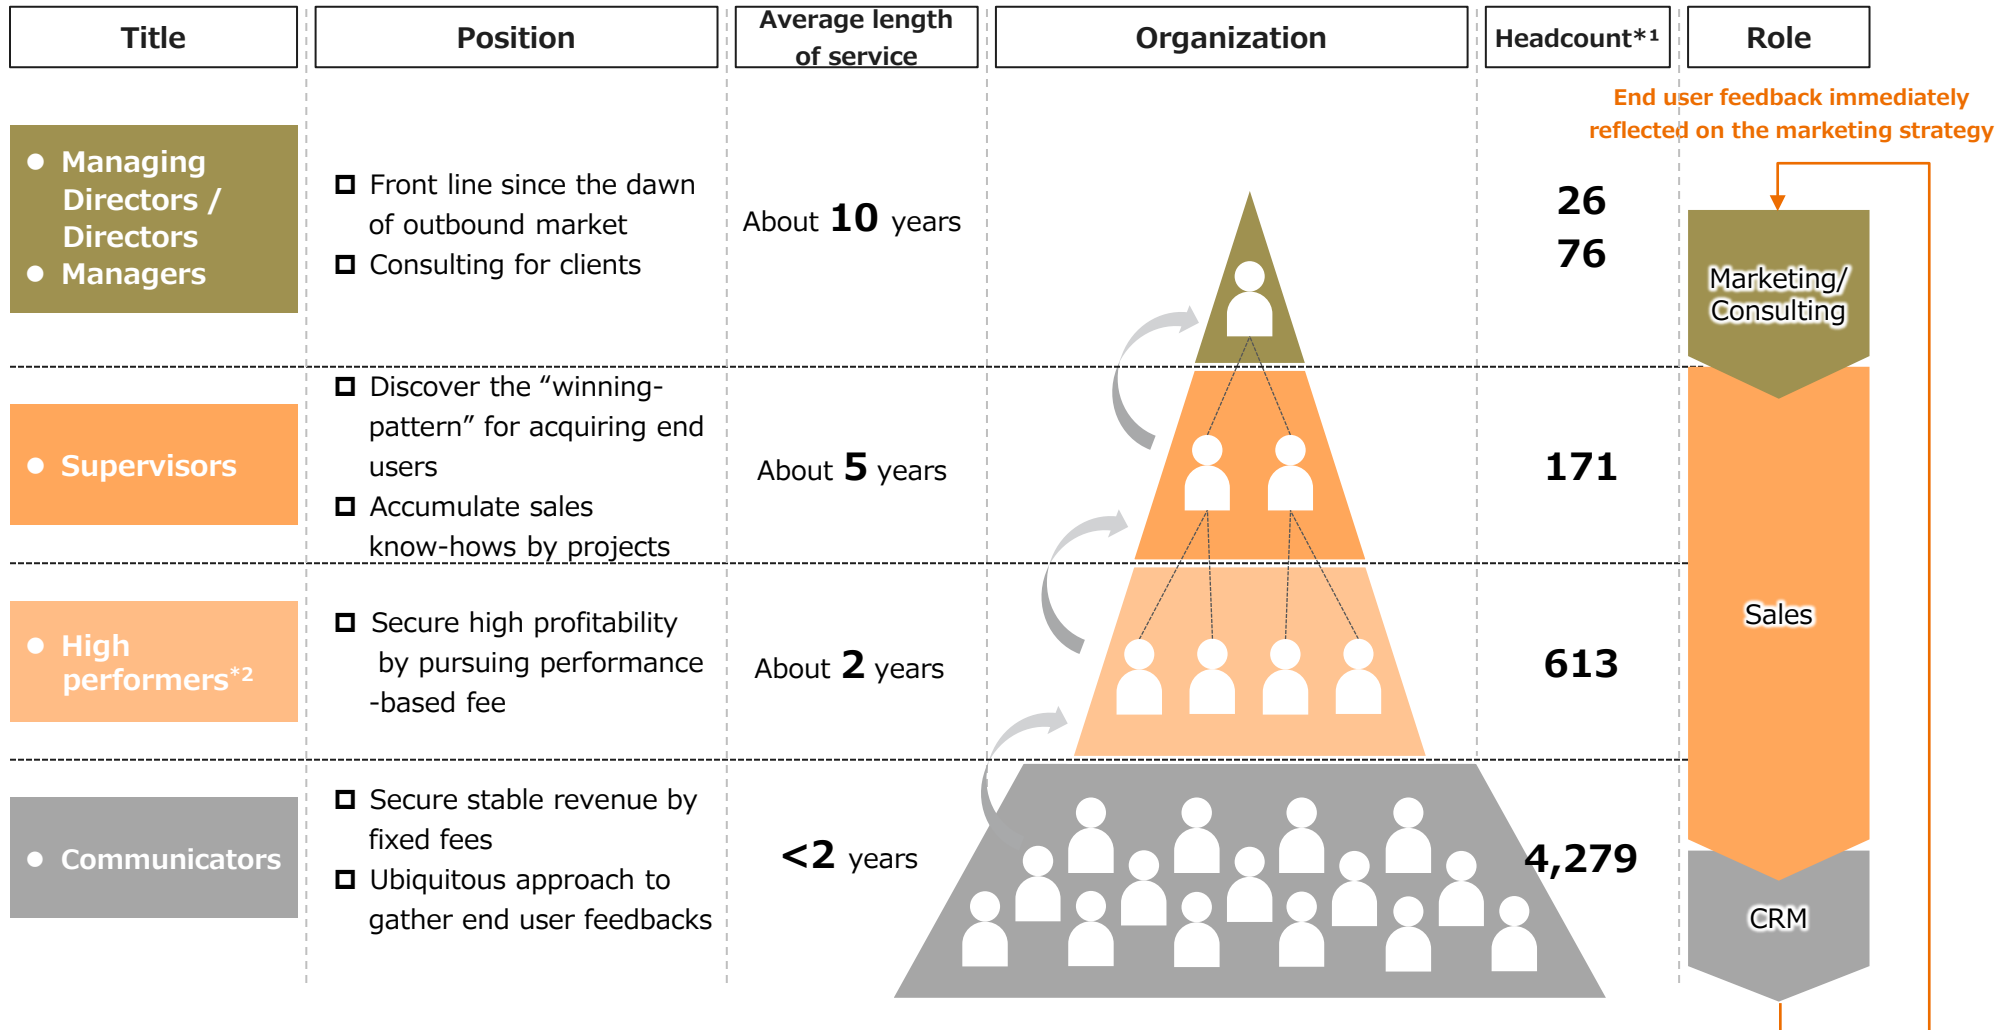 Title
Position
Average length
of service
Organization
Headcount*1
Role
End user feedback immediately
reflected on the marketing strategy
● Managing
Directors /
Directors
● Managers
❑ Front line since the dawn
of outbound market
❑ Consulting for clients
About 10 years
26
76
Marketing/
Consulting
● Supervisors
❑ Discover the “winning-
pattern” for acquiring end
users
❑ Accumulate sales
know-hows by projects
About 5 years
171
Sales
● High
performers*2
❑ Secure high profitability
by pursuing performance
-based fee
About 2 years
613
● Communicators
❑ Secure stable revenue by
fixed fees
❑ Ubiquitous approach to
gather end user feedbacks
<2 years
4,279
CRM